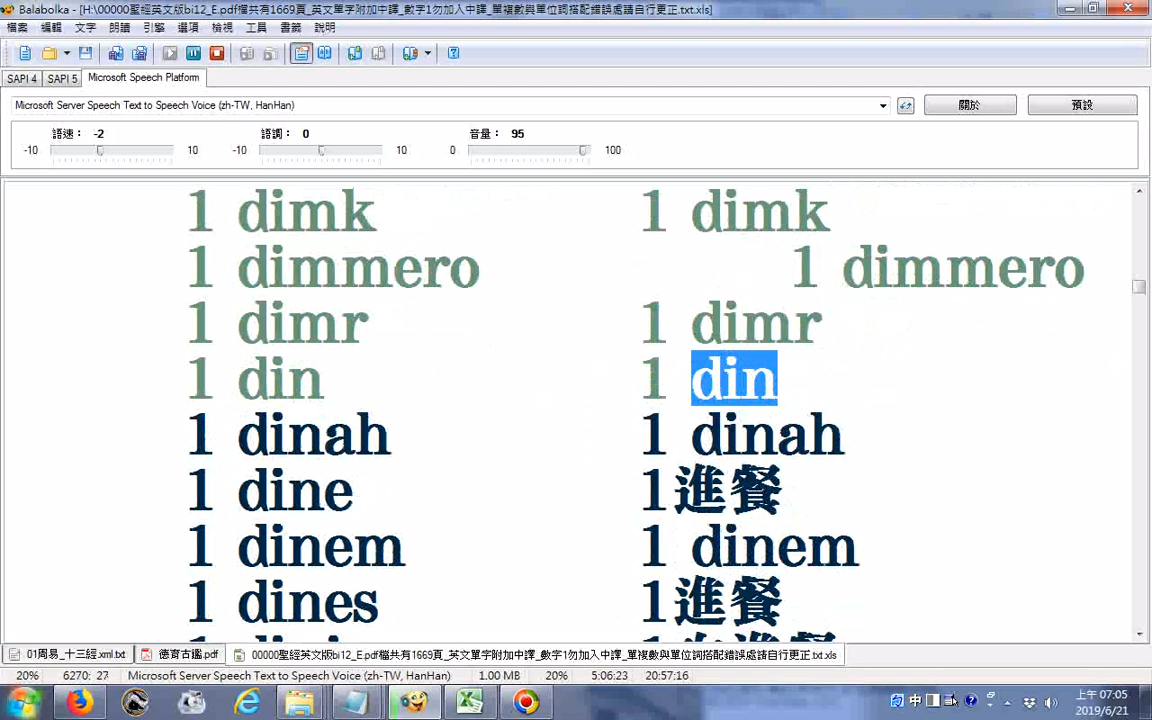 Balabolka - [H:\00000聖經英文版bi12_E.pdf檔共有1669頁_英文單字附加中譯_數字1勿加入中譯_單複數與單位詞搭配錯誤處請自行更正.txt.xls]
檔案 編輯 文字 朗讀 引擎 選項 檢視 工具 書籤 說明
SAPI 4 SAPI 5 Microsoft Speech Platform
Microsoft Server Speech Text to Speech Voice (zh-TW, HanHan) 關於 預設
語速： -2 語調： 0 音量： 95
-10 10 -10 10 0 100
1 dimk 1 dimk
1 dimmero 1 dimmero
1 dimr 1 dimr
1 din 1 din
1 dinah 1 dinah
1 dine 1進餐
1 dinem 1 dinem
1 dines 1進餐
01周易_十三經.xml.txt 德育古鑑.pdf 00000聖經英文版bi12_E.pdf檔共有1669頁_英文單字附加中譯_數字1勿加入中譯_單複數與單位詞搭配錯誤處請自行更正.txt.xls
20% 6270: 27 Microsoft Server Speech Text to Speech Voice (zh-TW, HanHan) 1.00 MB 20% 5:06:23 20:57:16
中 上午 07:05
2019/6/21